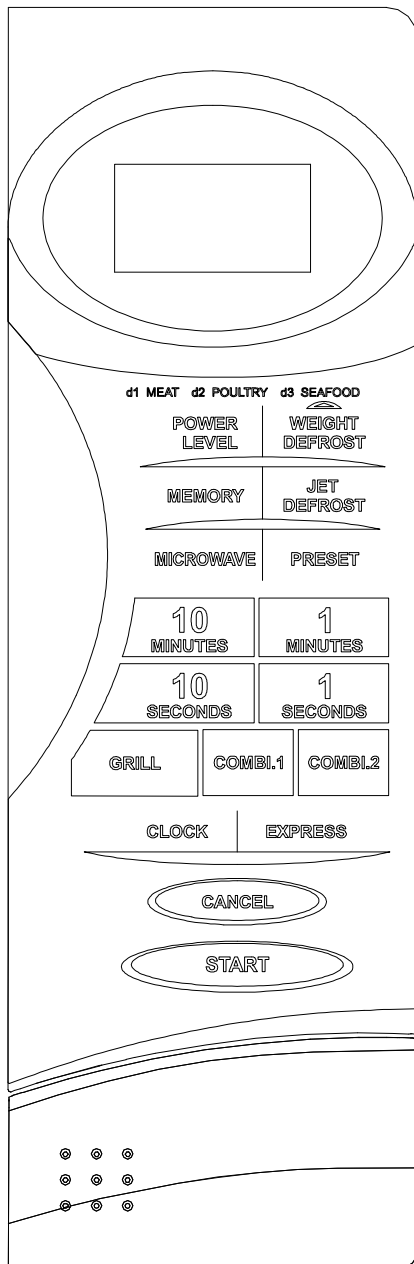 d1 MEAT d2 POULTRY d3 SEAFOOD
POWER LEVEL
WEIGHT DEFROST
MEMORY
JET DEFROST
MICROWAVE
PRESET
10 MINUTES
1 MINUTES
10 SECONDS
1 SECONDS
GRILL
COMBI.1
COMBI.2
CLOCK
EXPRESS
CANCEL
START